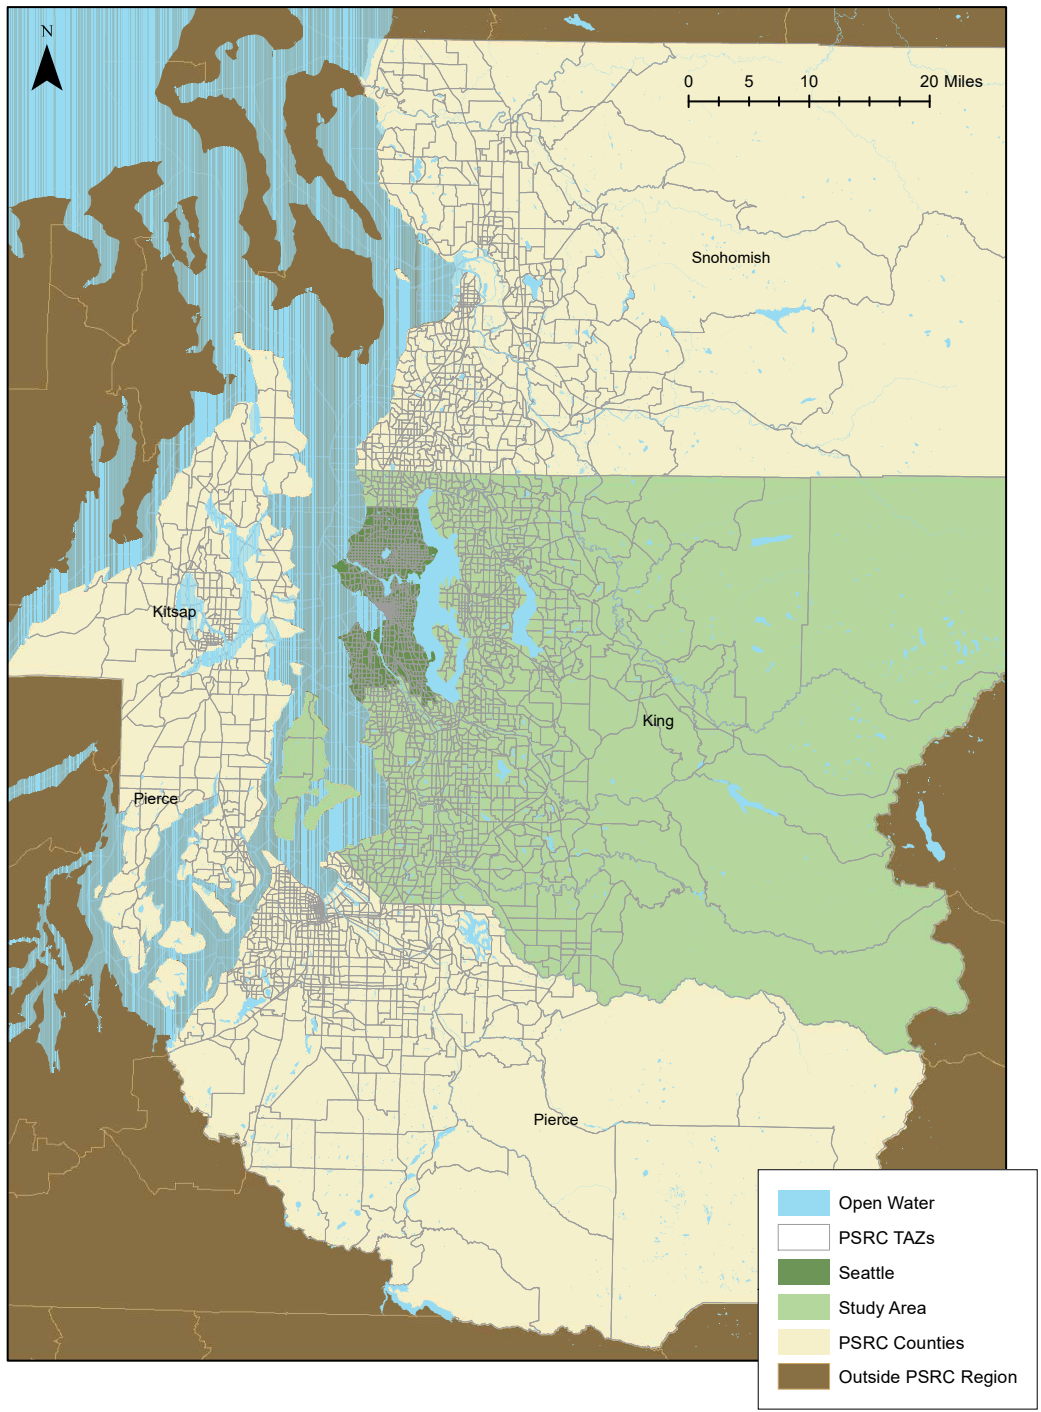 N
0 5 10 20 Miles
Snohomish
Kitsap
King
Pierce
Pierce
Open Water
PSRC TAZs
Seattle
Study Area
PSRC Counties
Outside PSRC Region